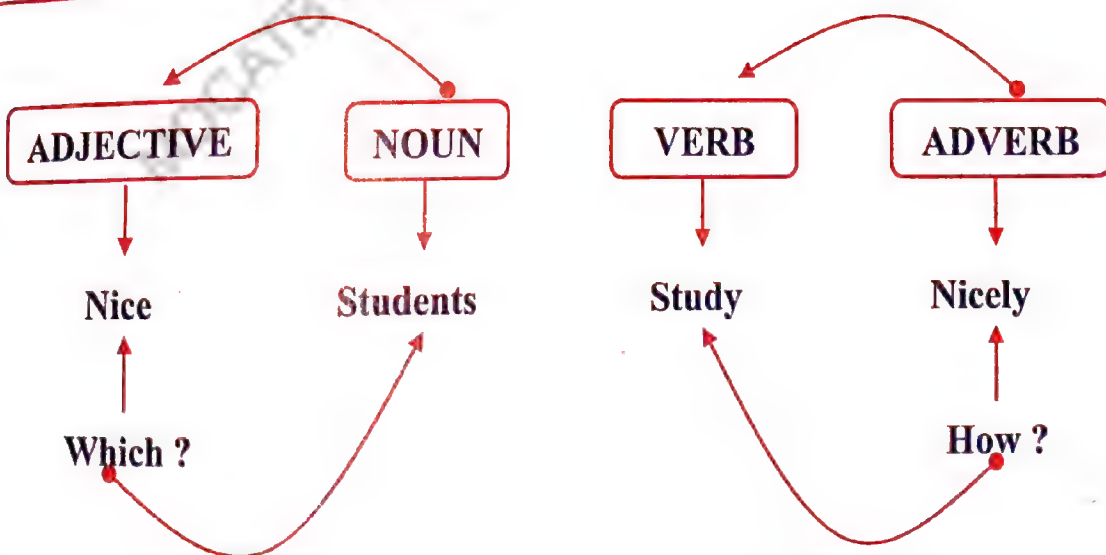 ADJECTIVE NOUN VERB ADVERB
Nice Students Study Nicely
Which ? How ?